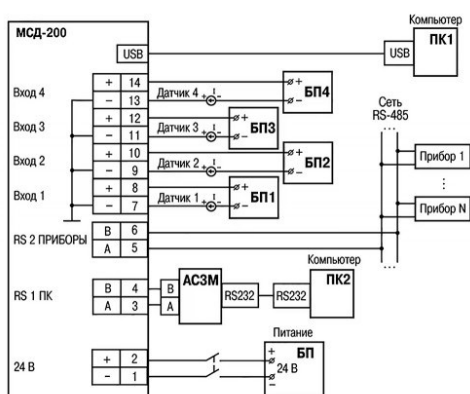 Компьютер
МСД-200
USB
USB
ПК1
Вход 4
+ 14
− 13
Датчик 4 + I −
+
−
БП4
Сеть
RS-485
Вход 3
+ 12
− 11
Датчик 3 + I −
+
−
БП3
Вход 2
+ 10
− 9
Датчик 2 + I −
+
−
БП2
Прибор 1
Вход 1
+ 8
− 7
Датчик 1 + I −
+
−
БП1
Прибор N
RS 2 ПРИБОРЫ
B 6
A 5
Компьютер
RS 1 ПК
B 4
A 3
B
A
АС3М
RS232
RS232
ПК2
Питание
24 В
+ 2
− 1
+
24 В
−
БП